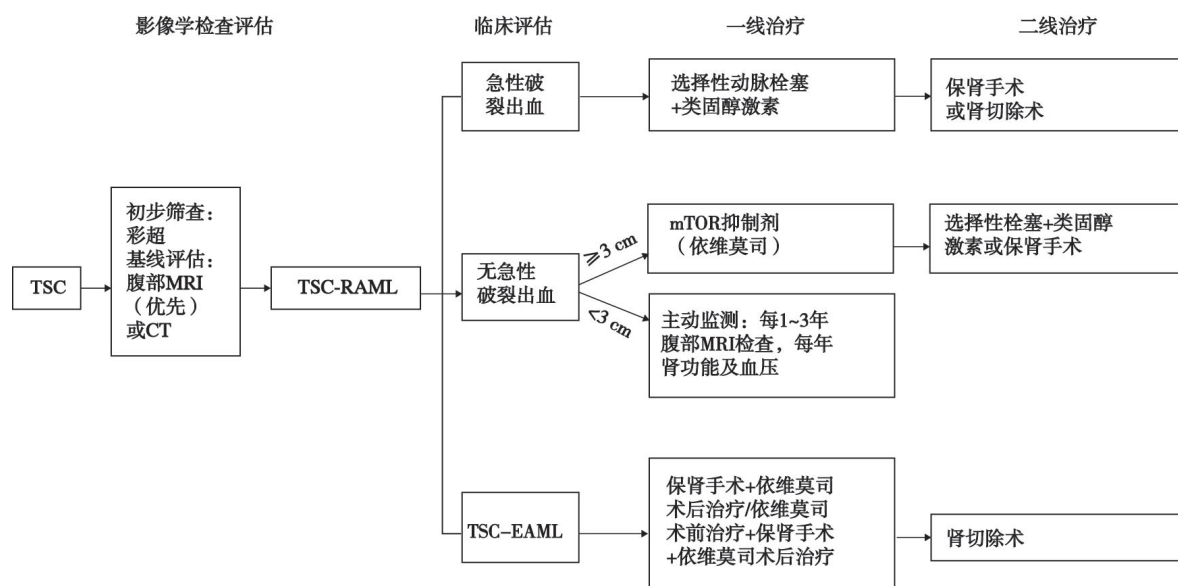 影像学检查评估
临床评估
一线治疗
二线治疗
急性破
裂出血
选择性动脉栓塞
+类固醇激素
保肾手术
或肾切除术
TSC
初步筛查：
彩超
基线评估：
腹部MRI
（优先）
或CT
TSC-RAML
无急性
破裂出血
≥3 cm
<3 cm
mTOR抑制剂
（依维莫司）
选择性栓塞+类固醇
激素或保肾手术
主动监测：每1~3年
腹部MRI检查，每年
肾功能及血压
TSC-EAML
保肾手术+依维莫司
术后治疗/依维莫司
术前治疗+保肾手术
+依维莫司术后治疗
肾切除术